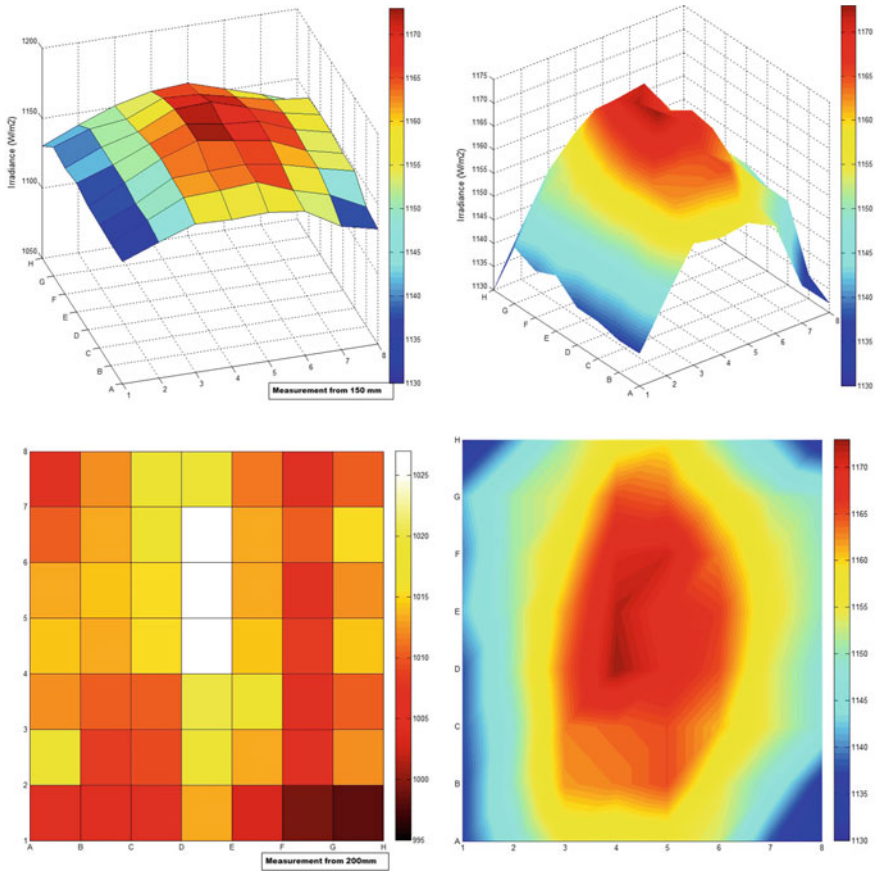 Irradiance (W/m2)
1200
1150
1100
1050
H
G
F
E
D
C
B
A
1
2
3
4
5
6
7
8
1170
1165
1160
1155
1150
1145
1140
1135
1130
Measurement from 150 mm
Irradiance (W/m2)
1175
1170
1165
1160
1155
1150
1145
1140
1135
1130
H
G
F
E
D
C
B
A
1
2
3
4
5
6
7
8
1170
1165
1160
1155
1150
1145
1140
1135
1130
8
7
6
5
4
3
2
1
A
B
C
D
E
F
G
H
1025
1020
1015
1010
1005
1000
995
Measurement from 200mm
H
G
F
E
D
C
B
A
1
2
3
4
5
6
7
8
1170
1165
1160
1155
1150
1145
1140
1135
1130